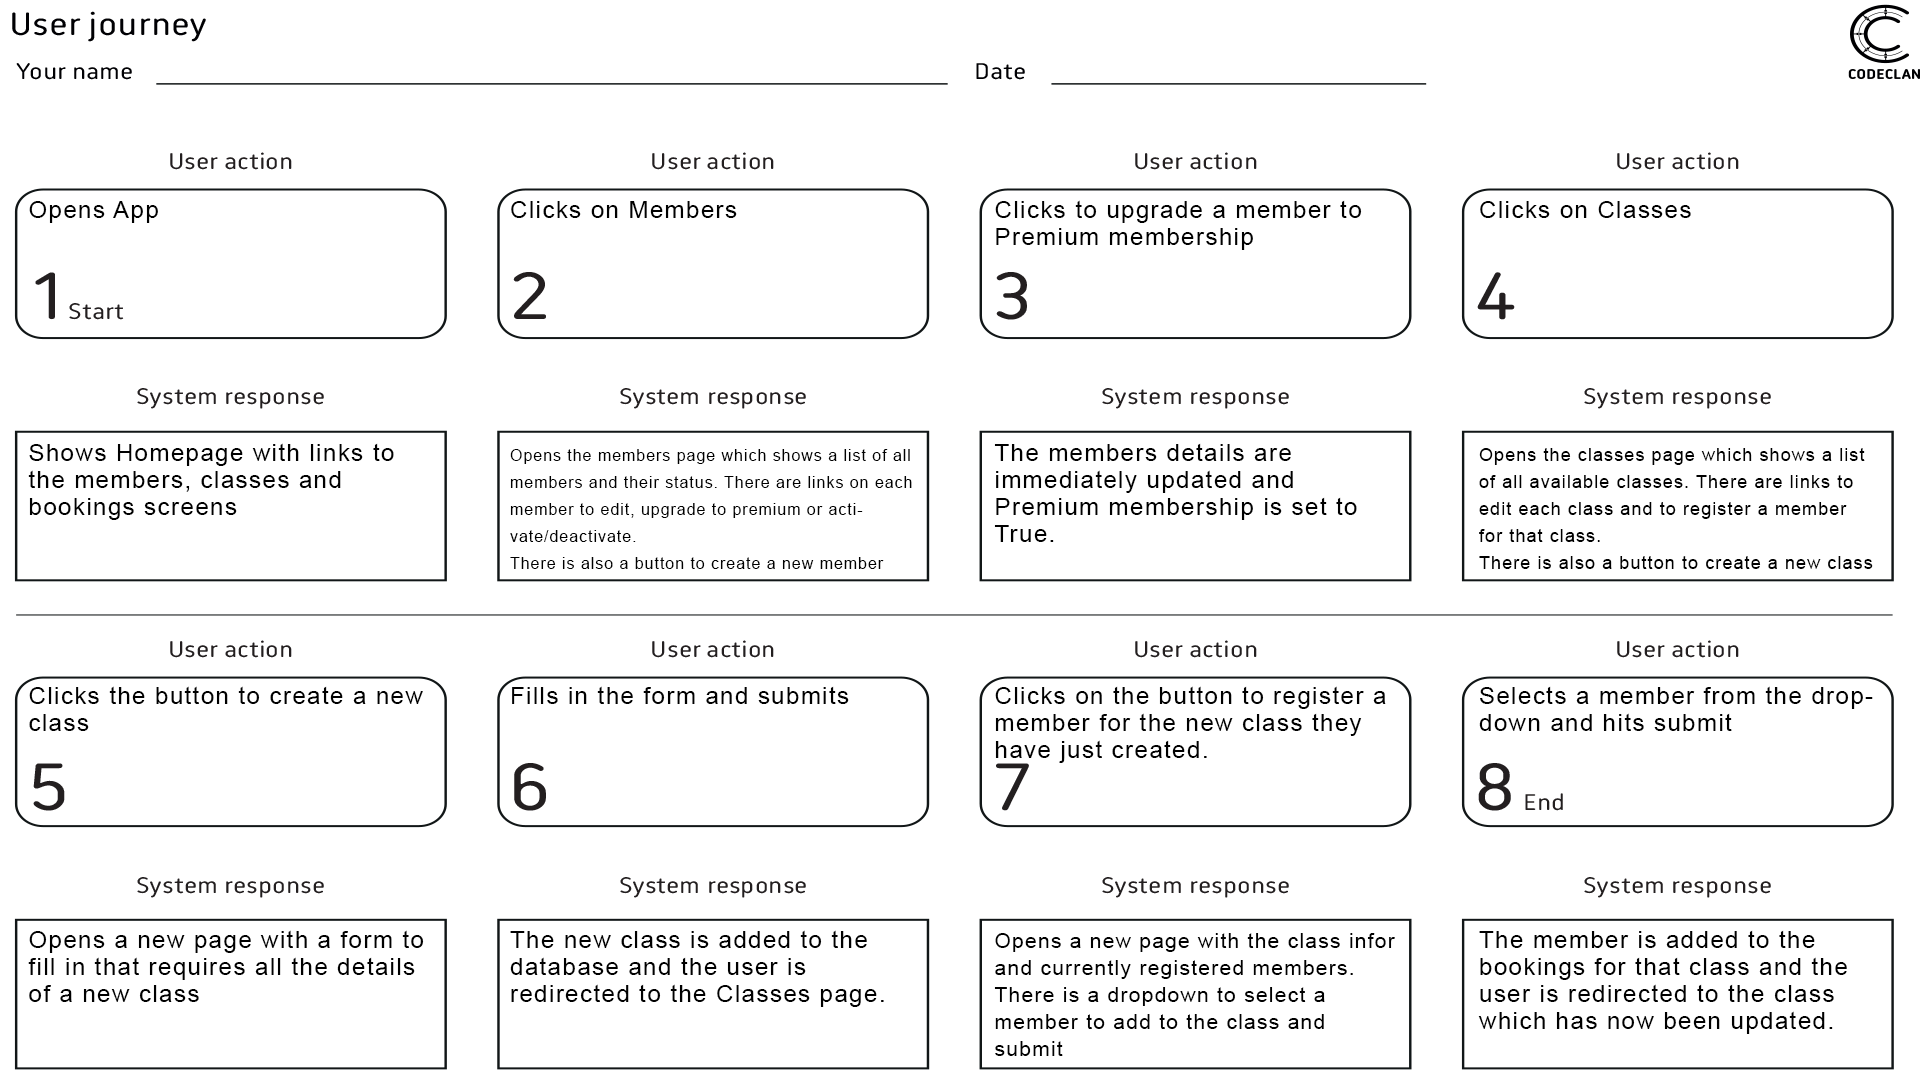 User journey
Your name
Date
CODECLAN
User action
User action
User action
User action
Opens App
1 Start
Clicks on Members
2
Clicks to upgrade a member to
Premium membership
3
Clicks on Classes
4
System response
System response
System response
System response
Shows Homepage with links to
the members, classes and
bookings screens
Opens the members page which shows a list of all
members and their status. There are links on each
member to edit, upgrade to premium or acti-
vate/deactivate.
There is also a button to create a new member
The members details are
immediately updated and
Premium membership is set to
True.
Opens the classes page which shows a list
of all available classes. There are links to
edit each class and to register a member
for that class.
There is also a button to create a new class
User action
User action
User action
User action
Clicks the button to create a new
class
5
Fills in the form and submits
6
Clicks on the button to register a
member for the new class they
have just created.
7
Selects a member from the drop-
down and hits submit
8 End
System response
System response
System response
System response
Opens a new page with a form to
fill in that requires all the details
of a new class
The new class is added to the
database and the user is
redirected to the Classes page.
Opens a new page with the class infor
and currently registered members.
There is a dropdown to select a
member to add to the class and
submit
The member is added to the
bookings for that class and the
user is redirected to the class
which has now been updated.